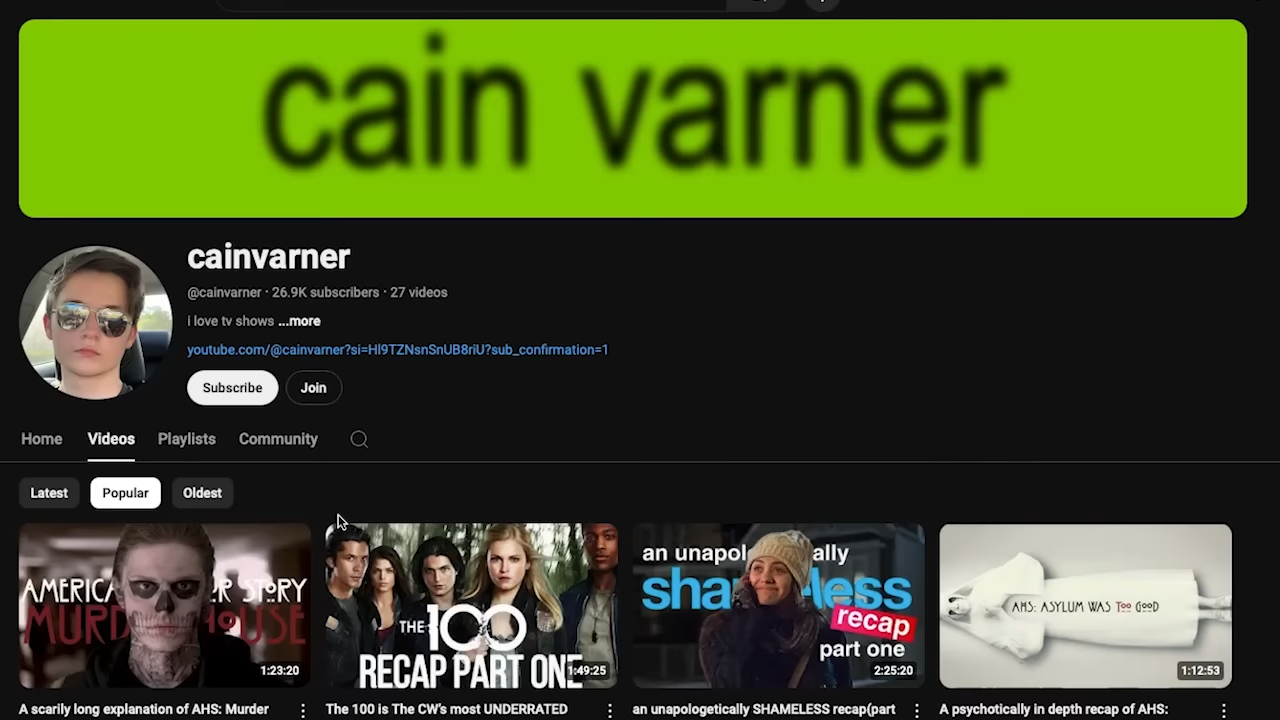 cain varner
cainvarner
@cainvarner · 26.9K subscribers · 27 videos
i love tv shows ...more
youtube.com/@cainvarner?si=Hl9TZNsnSnUB8riU?sub_confirmation=1
Subscribe
Join
Home
Videos
Playlists
Community
Latest
Popular
Oldest
MURD HOUSE
1:23:20
THE 100
RECAP PART ONE
1:49:25
an unapol ally
sha less
recap
part one
2:25:20
AHS: ASYLUM WAS TOO GOOD
1:12:53
A scarily long explanation of AHS: Murder
The 100 is The CW's most UNDERRATED
an unapologetically SHAMELESS recap(part
A psychotically in depth recap of AHS: